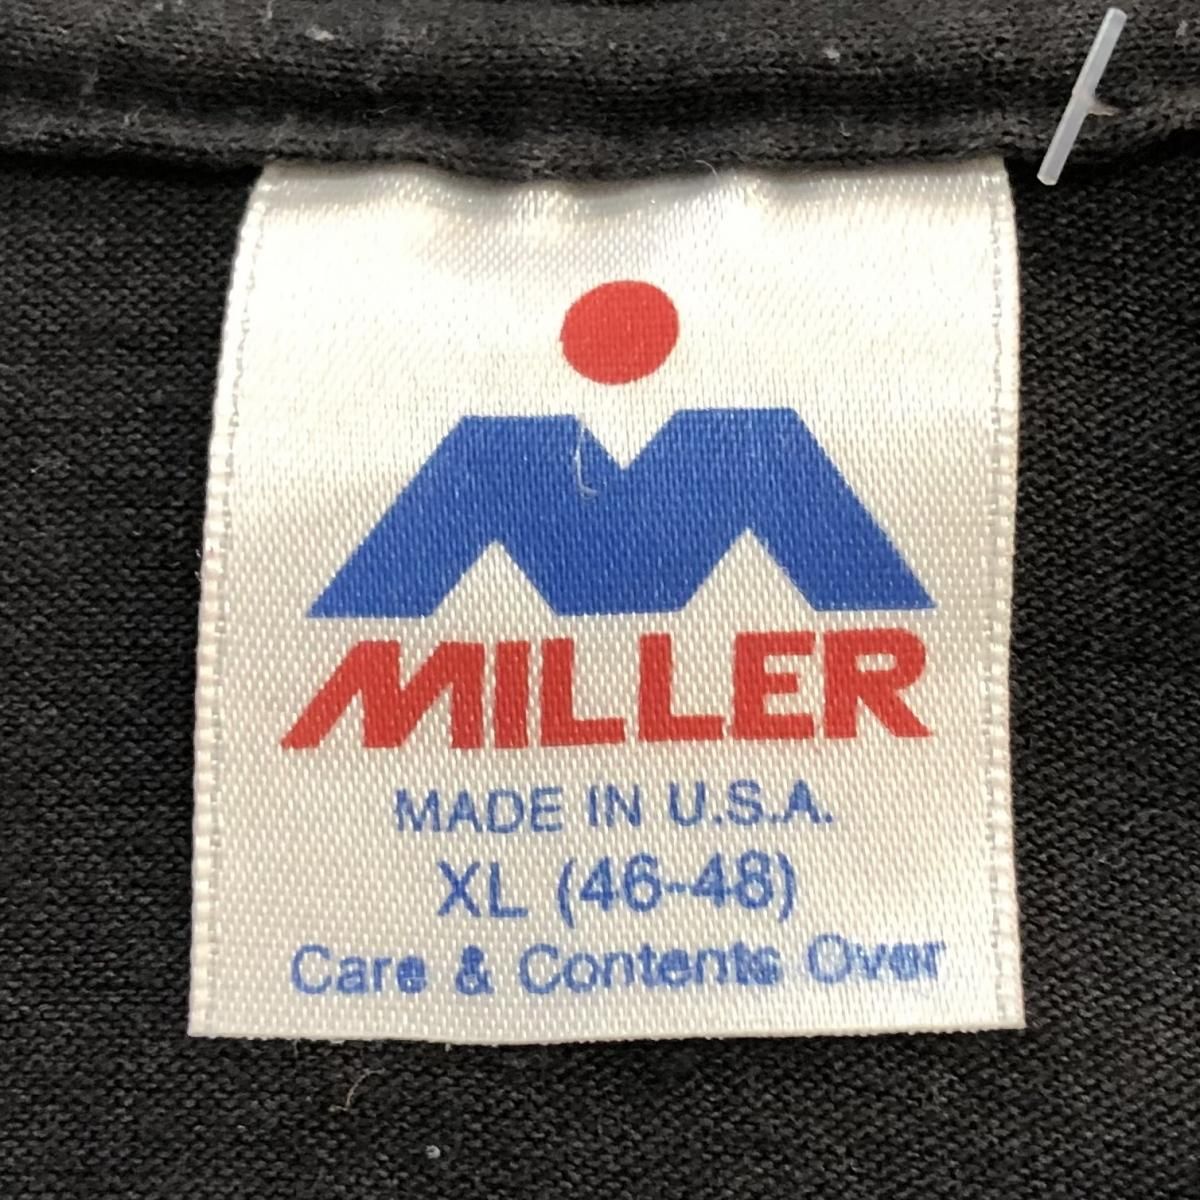 MILLER
MADE IN U.S.A.
XL (46-48)
Care & Contents Over